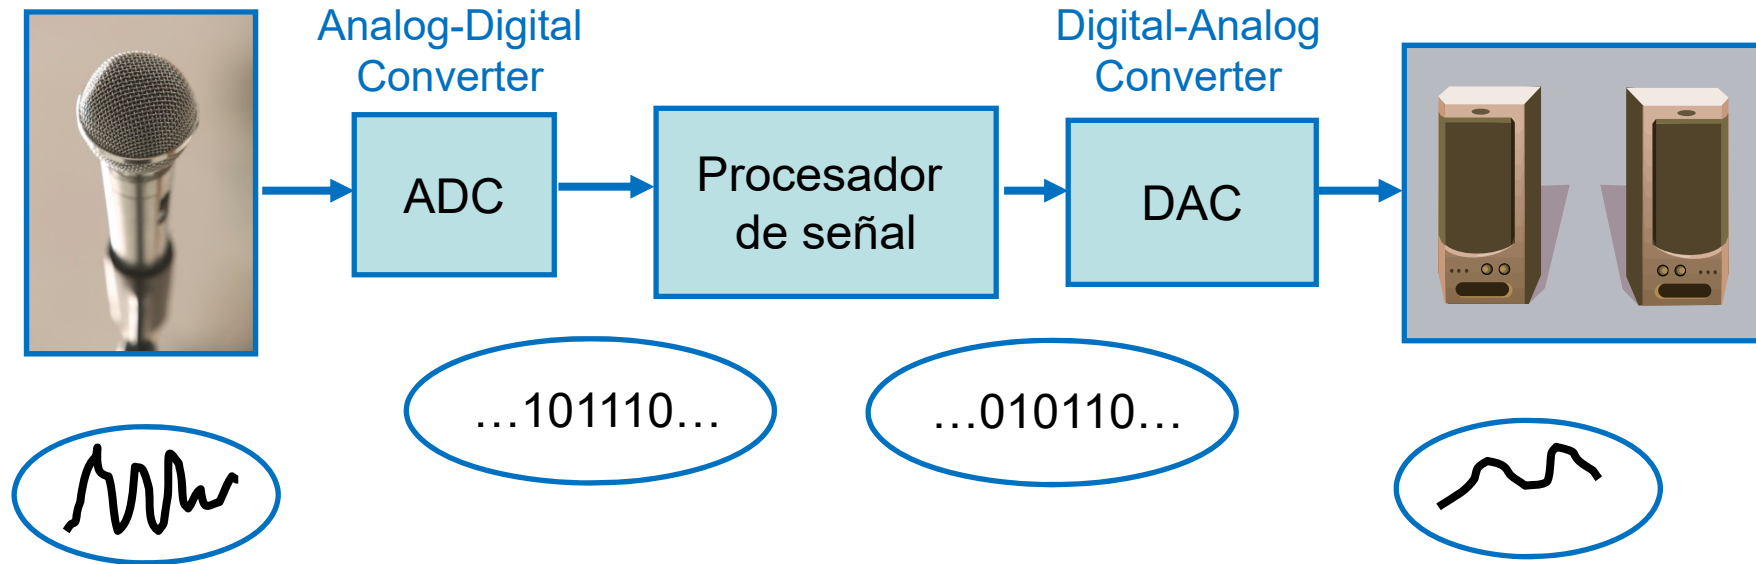 Analog-Digital
Converter
Digital-Analog
Converter
ADC
Procesador
de señal
DAC
…101110…
…010110…